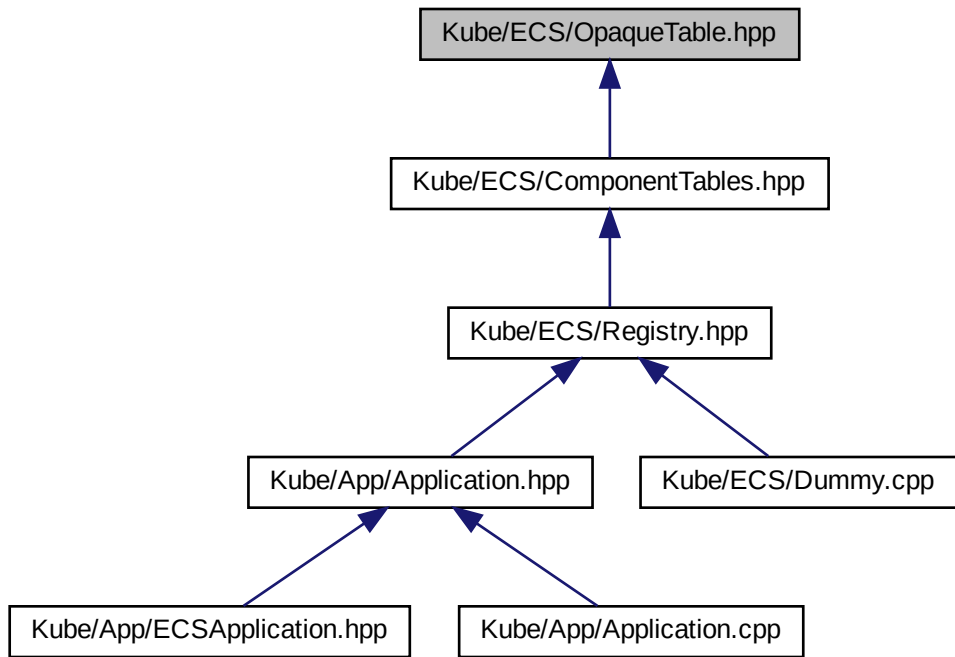 Kube/ECS/OpaqueTable.hpp
Kube/ECS/ComponentTables.hpp
Kube/ECS/Registry.hpp
Kube/App/Application.hpp
Kube/ECS/Dummy.cpp
Kube/App/ECSApplication.hpp
Kube/App/Application.cpp